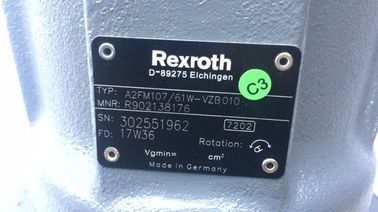 Rexroth
D-89275 Elchingen
C3
TYP: A2FM107/61W-VZB010
MNR: R902138176
SN: 302551962 7202
FD: 17W36 Rotation:
Vgmin= cm³
Made in Germany